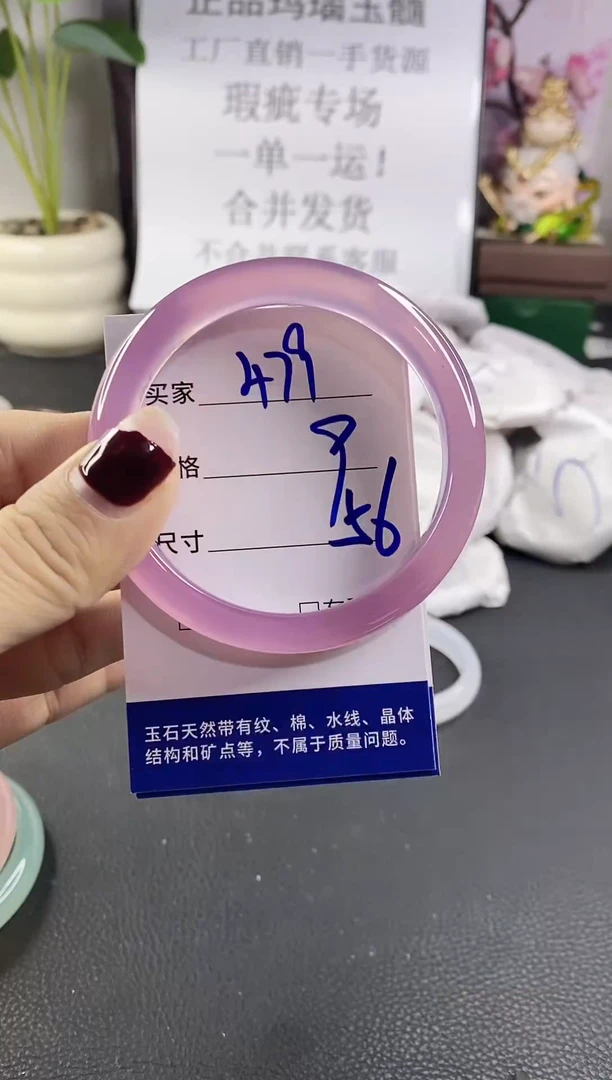 正品玛瑙玉髓
工厂直销一手货源
瑕疵专场
一单一运!
合并发货
买家 479
格 9
尺寸 56
玉石天然带有纹、棉、水线、晶体
结构和矿点等，不属于质量问题。